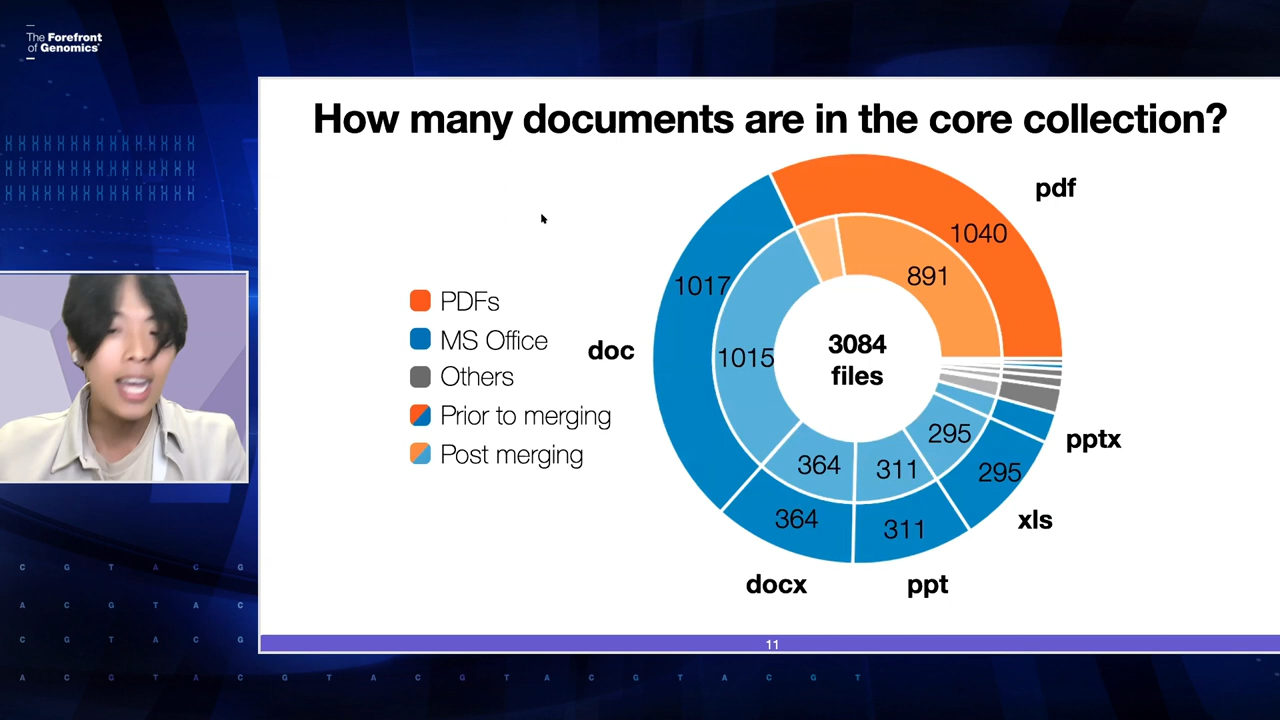 The Forefront
of Genomics
How many documents are in the core collection?
pdf
1040
891
1017
PDFs
MS Office
doc
3084
files
1015
Others
Prior to merging
pptx
295
Post merging
364
311
295
xls
364
311
docx
ppt
11
C G T A C G
A C G T A C
C G T A C G
A C G T A C G T A C G T A C G T A C G T